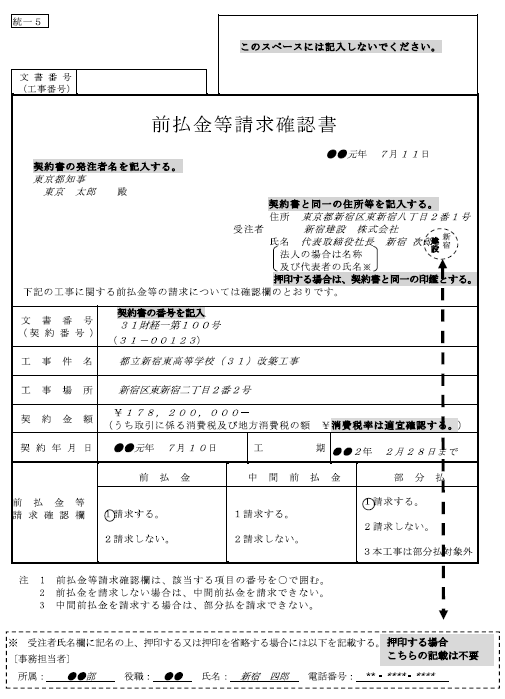 統―５
このスペースには記入しないでください。
文書番号
（工事番号）
前払金等請求確認書
●●元年　７月１１日
契約書の発注者名を記入する。
東京都知事
東京　太郎　　殿
契約書と同一の住所等を記入する。
住所　東京都新宿区東新宿八丁目２番１号
受注者　　新宿建設　株式会社
氏名　代表取締役社長　新宿　次郎
新宿
建設
法人の場合は名称
及び代表者の氏名※
押印する場合は、契約書と同一の印鑑とする。
下記の工事に関する前払金等の請求については確認欄のとおりです。
文書番号
（契約番号）
契約書の番号を記入
３１財経一第１００号
（３１－００１２３）
工事件名　都立新宿東高等学校（３１）改築工事
工事場所　新宿区東新宿二丁目２番２号
契約金額
￥１７８，２００，０００―
（うち取引に係る消費税及び地方消費税の額　￥消費税率は適宜確認する。）
契約年月日　●●元年　７月１０日　工期　●●２年　２月２８日まで
前払金　中間前払金　部分払
前払金等
請求確認欄
１請求する。　１請求する。　１請求する。
２請求しない。　２請求しない。　２請求しない。
３本工事は部分払対象外
注　１　前払金等請求確認欄は、該当する項目の番号を〇で囲む。
２　前払金を請求しない場合は、中間前払金を請求できない。
３　中間前払金を請求する場合は、部分払を請求できない。
※　受注者氏名欄に記名の上、押印する又は押印を省略する場合には以下を記載する。
押印する場合
こちらの記載は不要
［事務担当者］
所属：　●●部　役職：　●●　氏名：　新宿　四郎　電話番号：　**－****－****